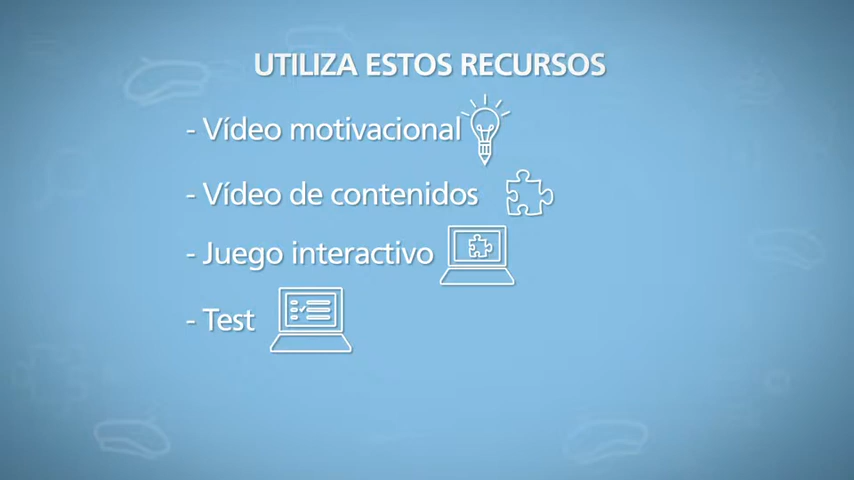 UTILIZA ESTOS RECURSOS
- Vídeo motivacional
- Vídeo de contenidos
- Juego interactivo
- Test